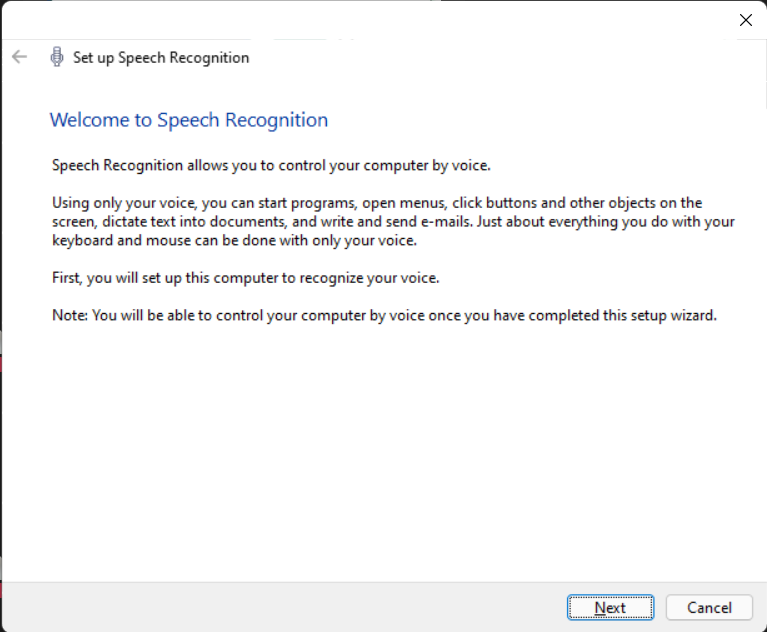 Set up Speech Recognition
Welcome to Speech Recognition
Speech Recognition allows you to control your computer by voice.
Using only your voice, you can start programs, open menus, click buttons and other objects on the
screen, dictate text into documents, and write and send e-mails. Just about everything you do with your
keyboard and mouse can be done with only your voice.
First, you will set up this computer to recognize your voice.
Note: You will be able to control your computer by voice once you have completed this setup wizard.
Next
Cancel